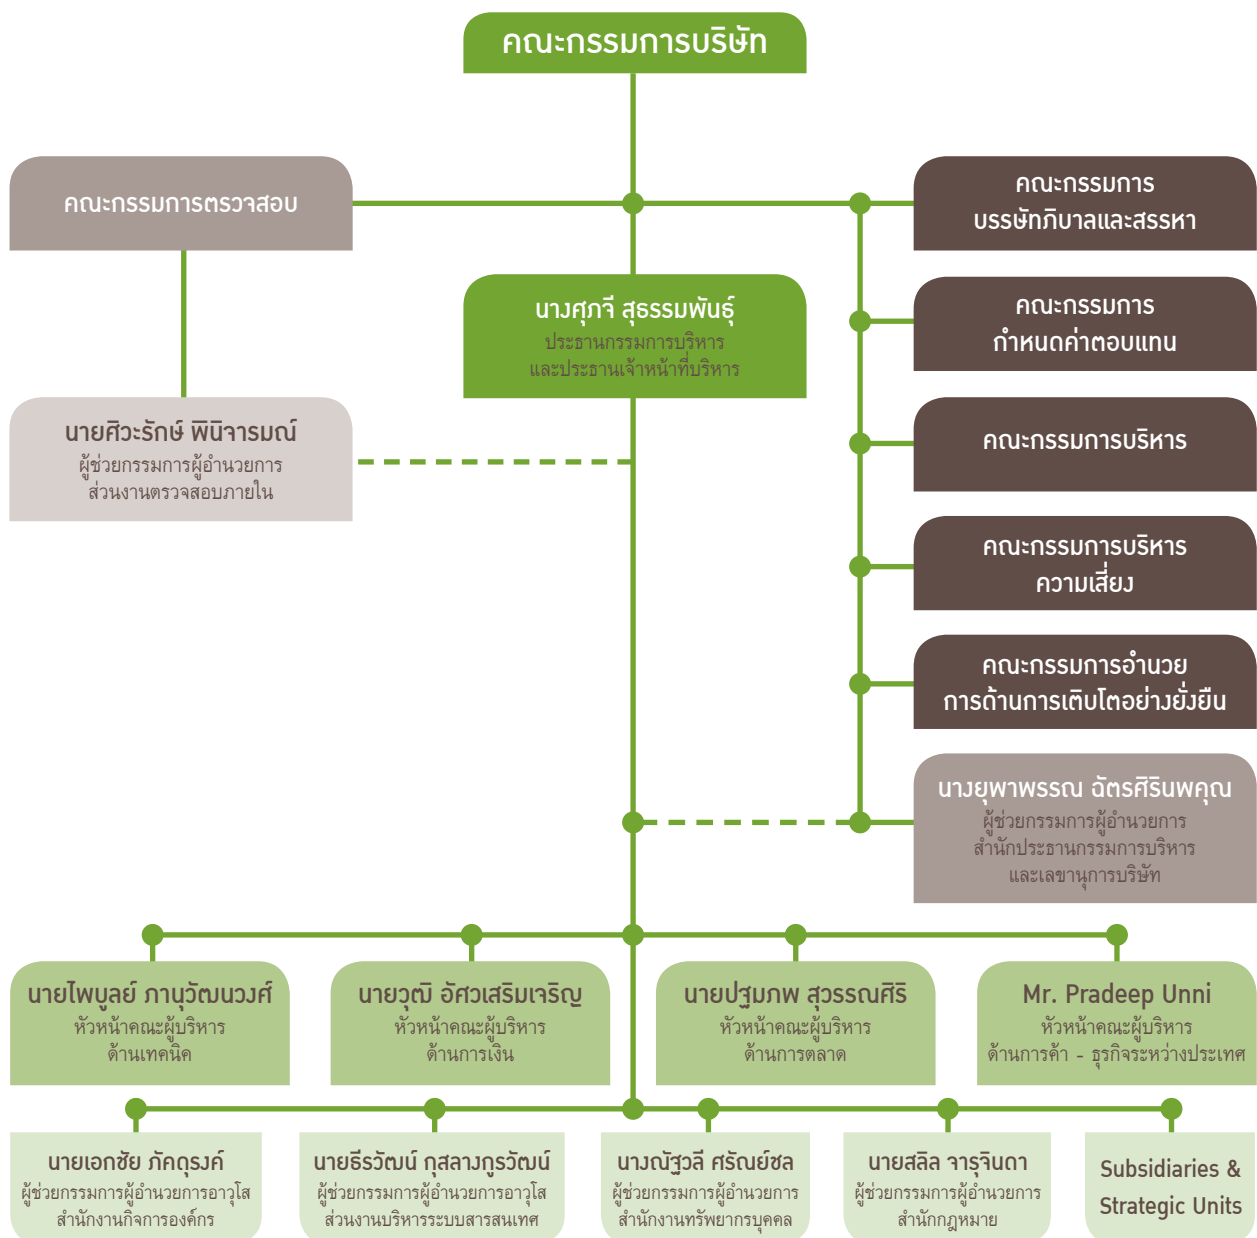 คณะกรรมการบริษัท
คณะกรรมการตรวจสอบ
คณะกรรมการ
บรรษัทภิบาลและสรรหา
นางศุภจี สุธรรมพันธุ์
ประธานกรรมการบริหาร
และประธานเจ้าหน้าที่บริหาร
คณะกรรมการ
กำหนดค่าตอบแทน
นายศิวะรักษ์ พินิจารมณ์
ผู้ช่วยกรรมการผู้อำนวยการ
ส่วนงานตรวจสอบภายใน
คณะกรรมการบริหาร
คณะกรรมการบริหาร
ความเสี่ยง
คณะกรรมการอำนวย
การด้านการเติบโตอย่างยั่งยืน
นางยุพาพรรณ ฉัตรศิรินพคุณ
ผู้ช่วยกรรมการผู้อำนวยการ
สำนักประธานกรรมการบริหาร
และเลขานุการบริษัท
นายไพบูลย์ ภานุวัฒนวงศ์
หัวหน้าคณะผู้บริหาร
ด้านเทคนิค
นายวุฒิ อัศวเสริมเจริญ
หัวหน้าคณะผู้บริหาร
ด้านการเงิน
นายปฐมภพ สุวรรณศิริ
หัวหน้าคณะผู้บริหาร
ด้านการตลาด
Mr. Pradeep Unni
หัวหน้าคณะผู้บริหาร
ด้านการค้า - ธุรกิจระหว่างประเทศ
นายเอกชัย ภัคดุรงค์
ผู้ช่วยกรรมการผู้อำนวยการอาวุโส
สำนักงานกิจการองค์กร
นายธีรวัฒน์ กุสลางกูรวัฒน์
ผู้ช่วยกรรมการผู้อำนวยการอาวุโส
ส่วนงานบริหารระบบสารสนเทศ
นางณัฐวลี ศรัณย์ชล
ผู้ช่วยกรรมการผู้อำนวยการ
สำนักงานทรัพยากรบุคคล
นายสลิล จารุจินดา
ผู้ช่วยกรรมการผู้อำนวยการ
สำนักกฎหมาย
Subsidiaries &
Strategic Units